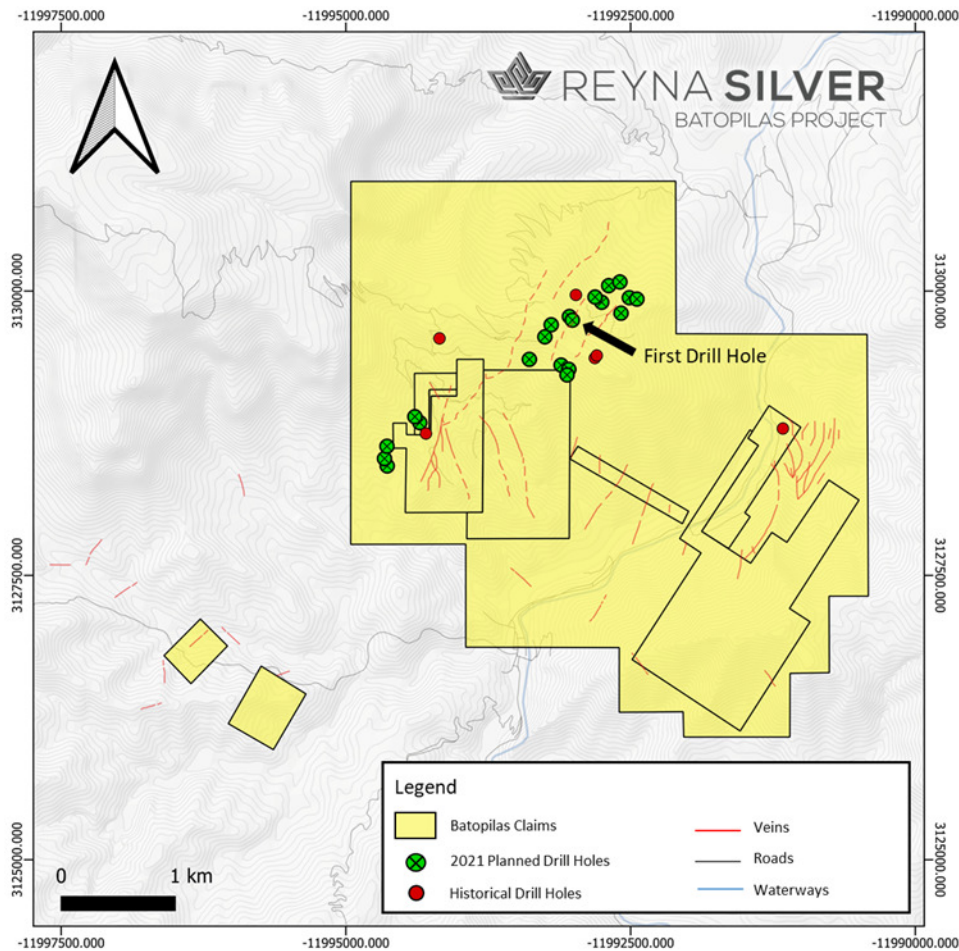 -11997500.000 -11995000.000 -11992500.000 -11990000.000
REYNA SILVER
BATOPILAS PROJECT
3130000.000 3130000.000
First Drill Hole
3127500.000 3127500.000
Legend
Batopilas Claims
2021 Planned Drill Holes
Historical Drill Holes
Veins
Roads
Waterways
3125000.000 3125000.000
0 1 km
-11997500.000 -11995000.000 -11992500.000 -11990000.000